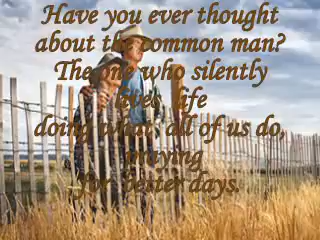 Have you ever thought
about the common man?
The one who silently
lives life
doing what all of us do,
praying
for better days.